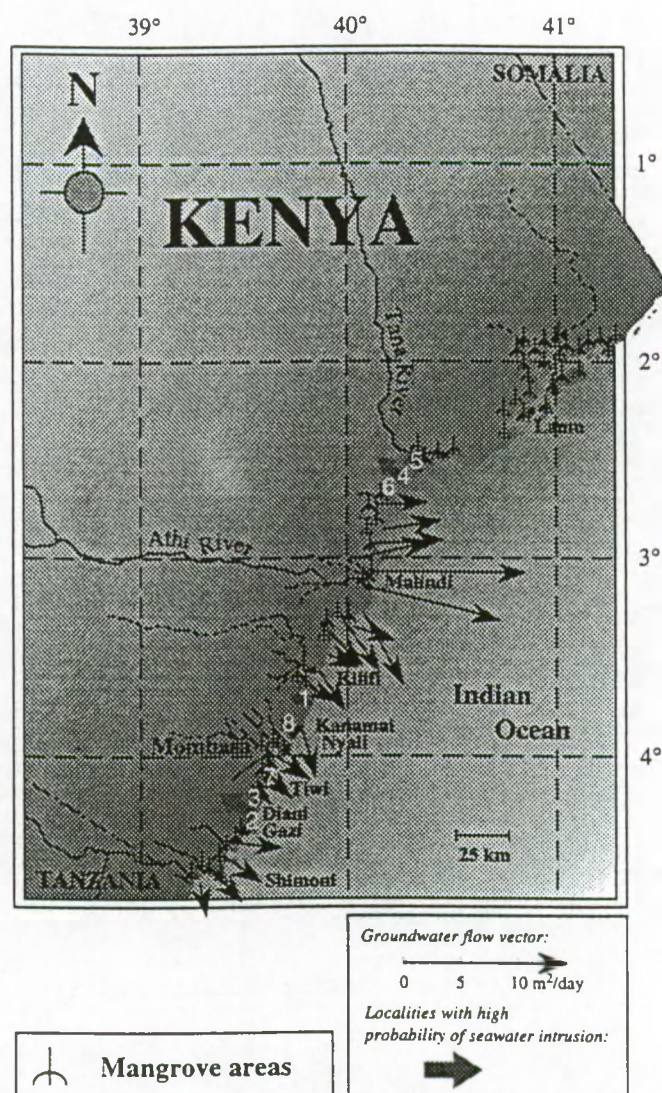 39° 40° 41°
SOMALIA
N
1°
KENYA
Tana River
2°
Lamu
5
4
6
Athi River
3°
Malindi
Kilifi
1
Indian
Ocean
8
Kanamai
Nyali
Mombasa
4°
7
Tiwi
3
Diani
2
Gazi
25 km
TANZANIA
Shimoni
Groundwater flow vector:
0 5 10 m²/day
Localities with high
probability of seawater intrusion:
Mangrove areas